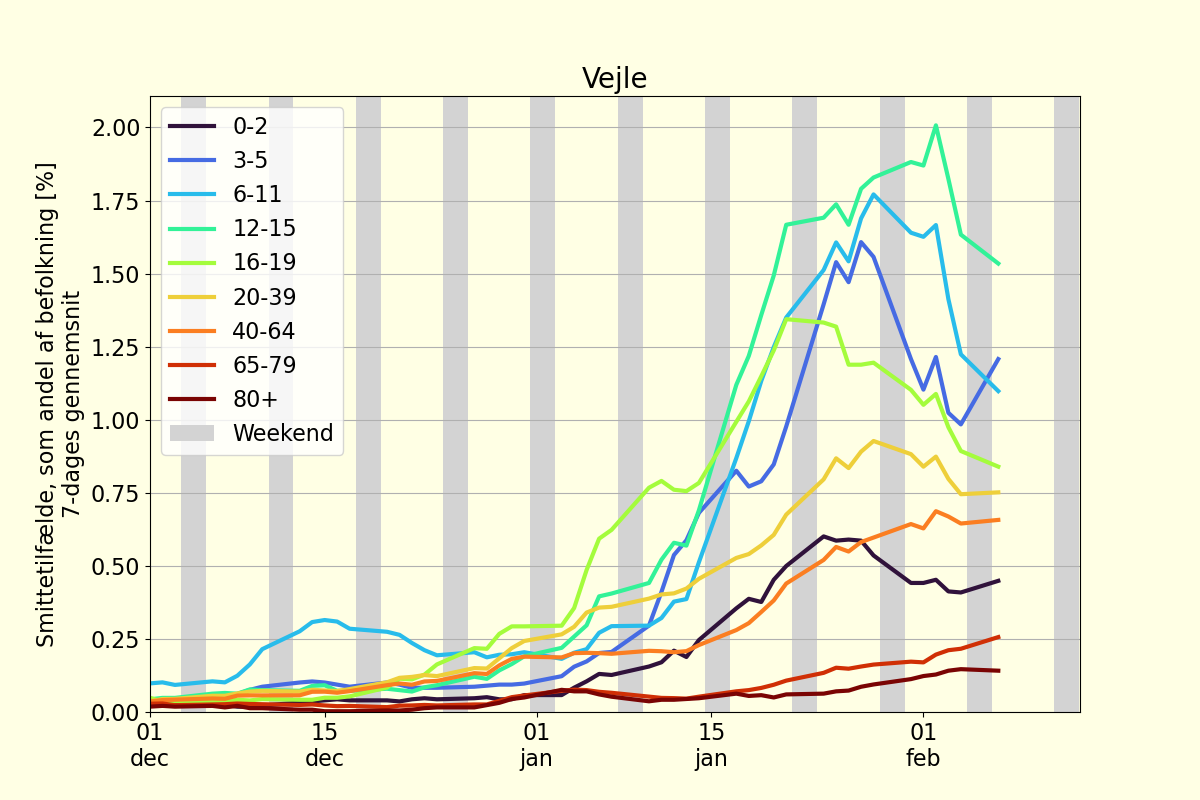 Vejle
Smittetilfælde, som andel af befolkning [%]
7-dages gennemsnit
2.00
1.75
1.50
1.25
1.00
0.75
0.50
0.25
0.00
0-2
3-5
6-11
12-15
16-19
20-39
40-64
65-79
80+
Weekend
01
dec
15
dec
01
jan
15
jan
01
feb